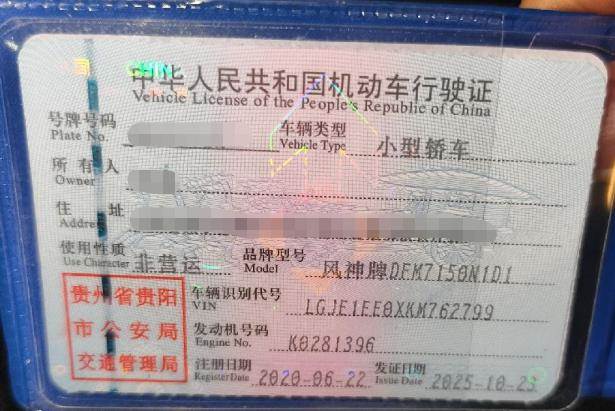 中华人民共和国机动车行驶证
Vehicle License of the People's Republic of China
号牌号码 车辆类型 小型轿车
Plate No. Vehicle Type
所有人
Owner
住址
Address
使用性质 非营运 品牌型号 风神牌DFM7150N1D1
Use Character Model
贵州省贵阳市公安局交通管理局
车辆识别代号 LGJE1EE0XKM762799
VIN
发动机号码 K0281396
Engine No.
注册日期 2020-06-22 发证日期 2025-10-23
Register Date Issue Date